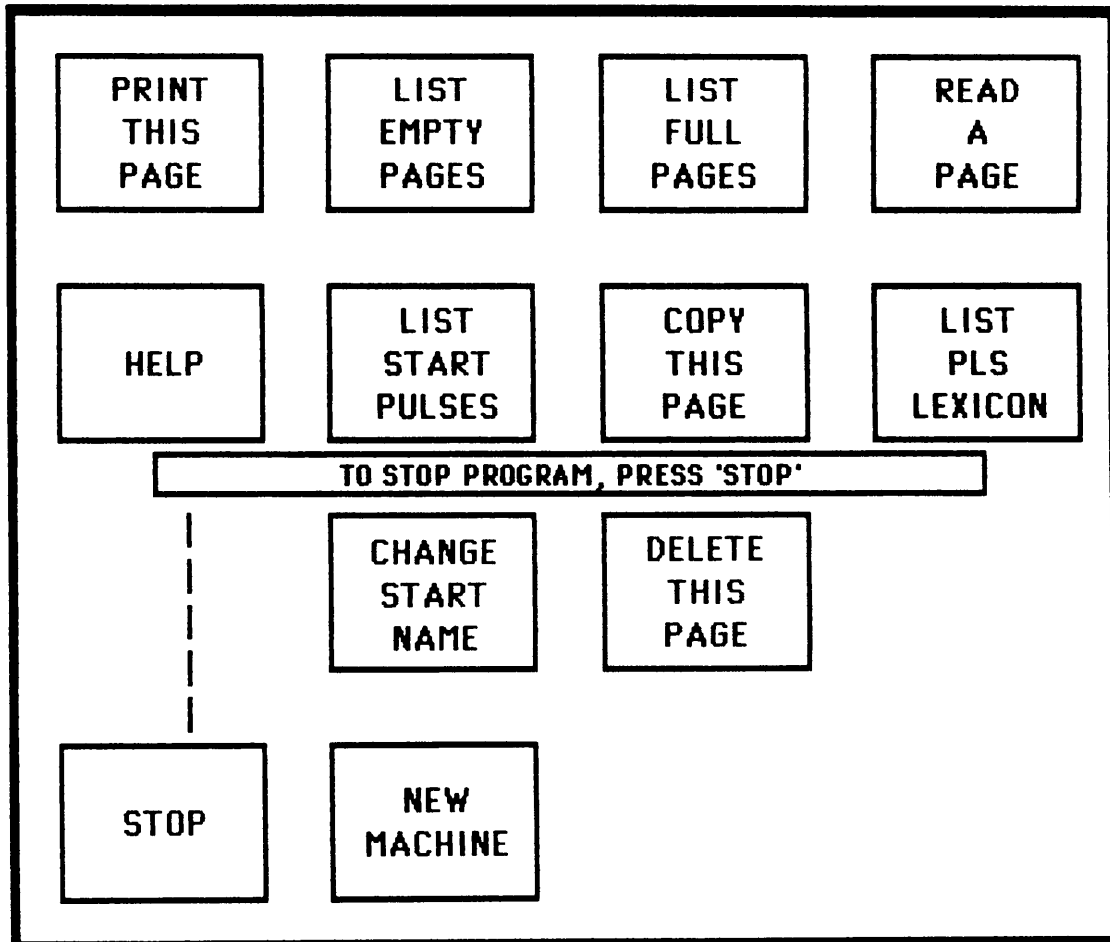 PRINT
THIS
PAGE
LIST
EMPTY
PAGES
LIST
FULL
PAGES
READ
A
PAGE
HELP
LIST
START
PULSES
COPY
THIS
PAGE
LIST
PLS
LEXICON
TO STOP PROGRAM, PRESS 'STOP'
CHANGE
START
NAME
DELETE
THIS
PAGE
STOP
NEW
MACHINE